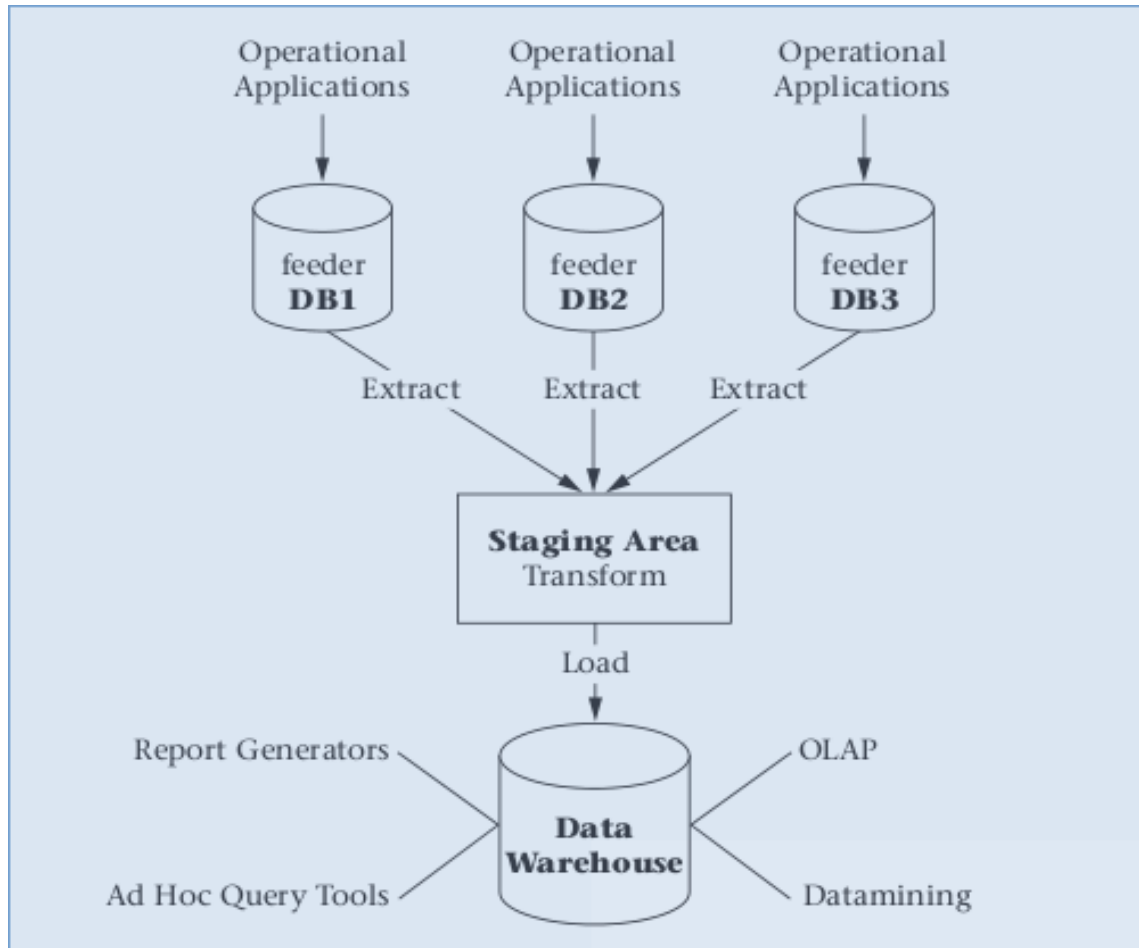 Operational
Applications
Operational
Applications
Operational
Applications
feeder
DB1
feeder
DB2
feeder
DB3
Extract
Extract
Extract
Staging Area
Transform
Load
Report Generators
OLAP
Data
Warehouse
Ad Hoc Query Tools
Datamining